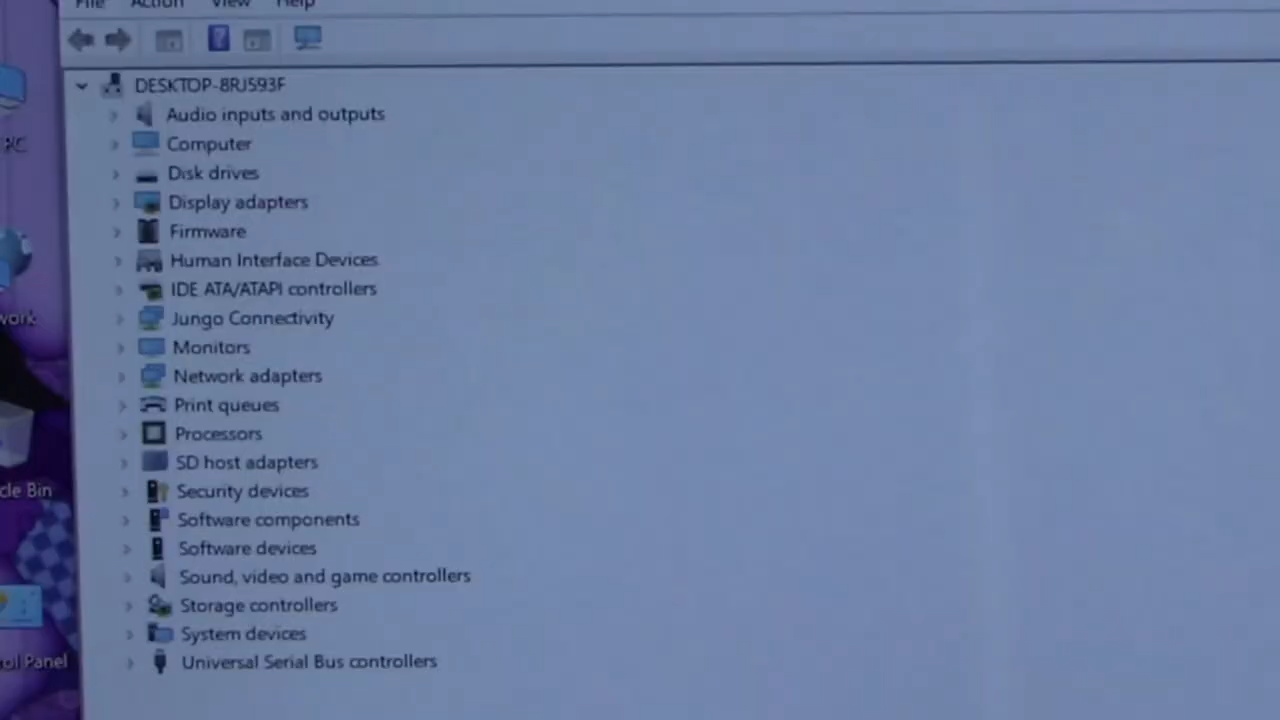 File Action View Help
DESKTOP-8RJ593F
Audio inputs and outputs
Computer
Disk drives
Display adapters
Firmware
Human Interface Devices
IDE ATA/ATAPI controllers
Jungo Connectivity
Monitors
Network adapters
Print queues
Processors
SD host adapters
Security devices
Software components
Software devices
Sound, video and game controllers
Storage controllers
System devices
Universal Serial Bus controllers
PC
work
cle Bin
ol Panel